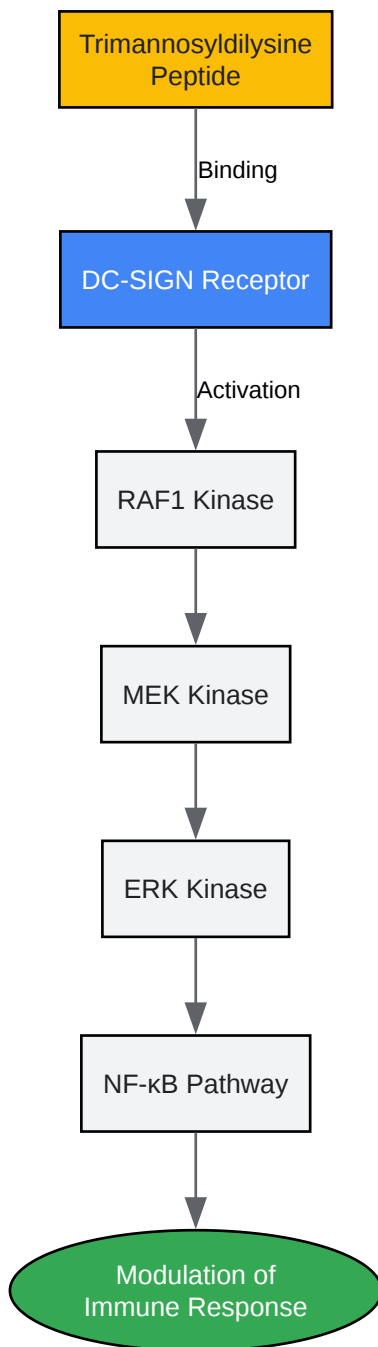 Trimannosyldilysine
Peptide
Binding
DC-SIGN Receptor
Activation
RAF1 Kinase
MEK Kinase
ERK Kinase
NF-κB Pathway
Modulation of
Immune Response